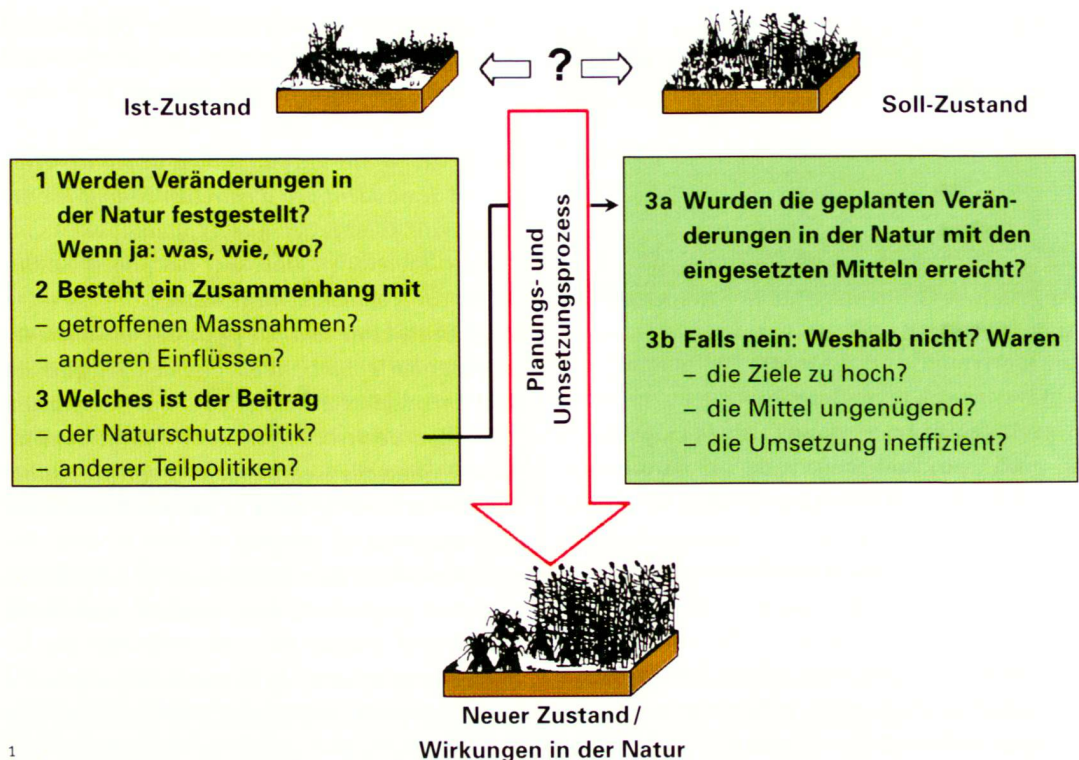 ?
Ist-Zustand
Soll-Zustand
1 Werden Veränderungen in
der Natur festgestellt?
Wenn ja: was, wie, wo?
2 Besteht ein Zusammenhang mit
– getroffenen Massnahmen?
– anderen Einflüssen?
3 Welches ist der Beitrag
– der Naturschutzpolitik?
– anderer Teilpolitiken?
Planungs- und
Umsetzungsprozess
3a Wurden die geplanten Verän-
derungen in der Natur mit den
eingesetzten Mitteln erreicht?
3b Falls nein: Weshalb nicht? Waren
– die Ziele zu hoch?
– die Mittel ungenügend?
– die Umsetzung ineffizient?
Neuer Zustand/
Wirkungen in der Natur
1